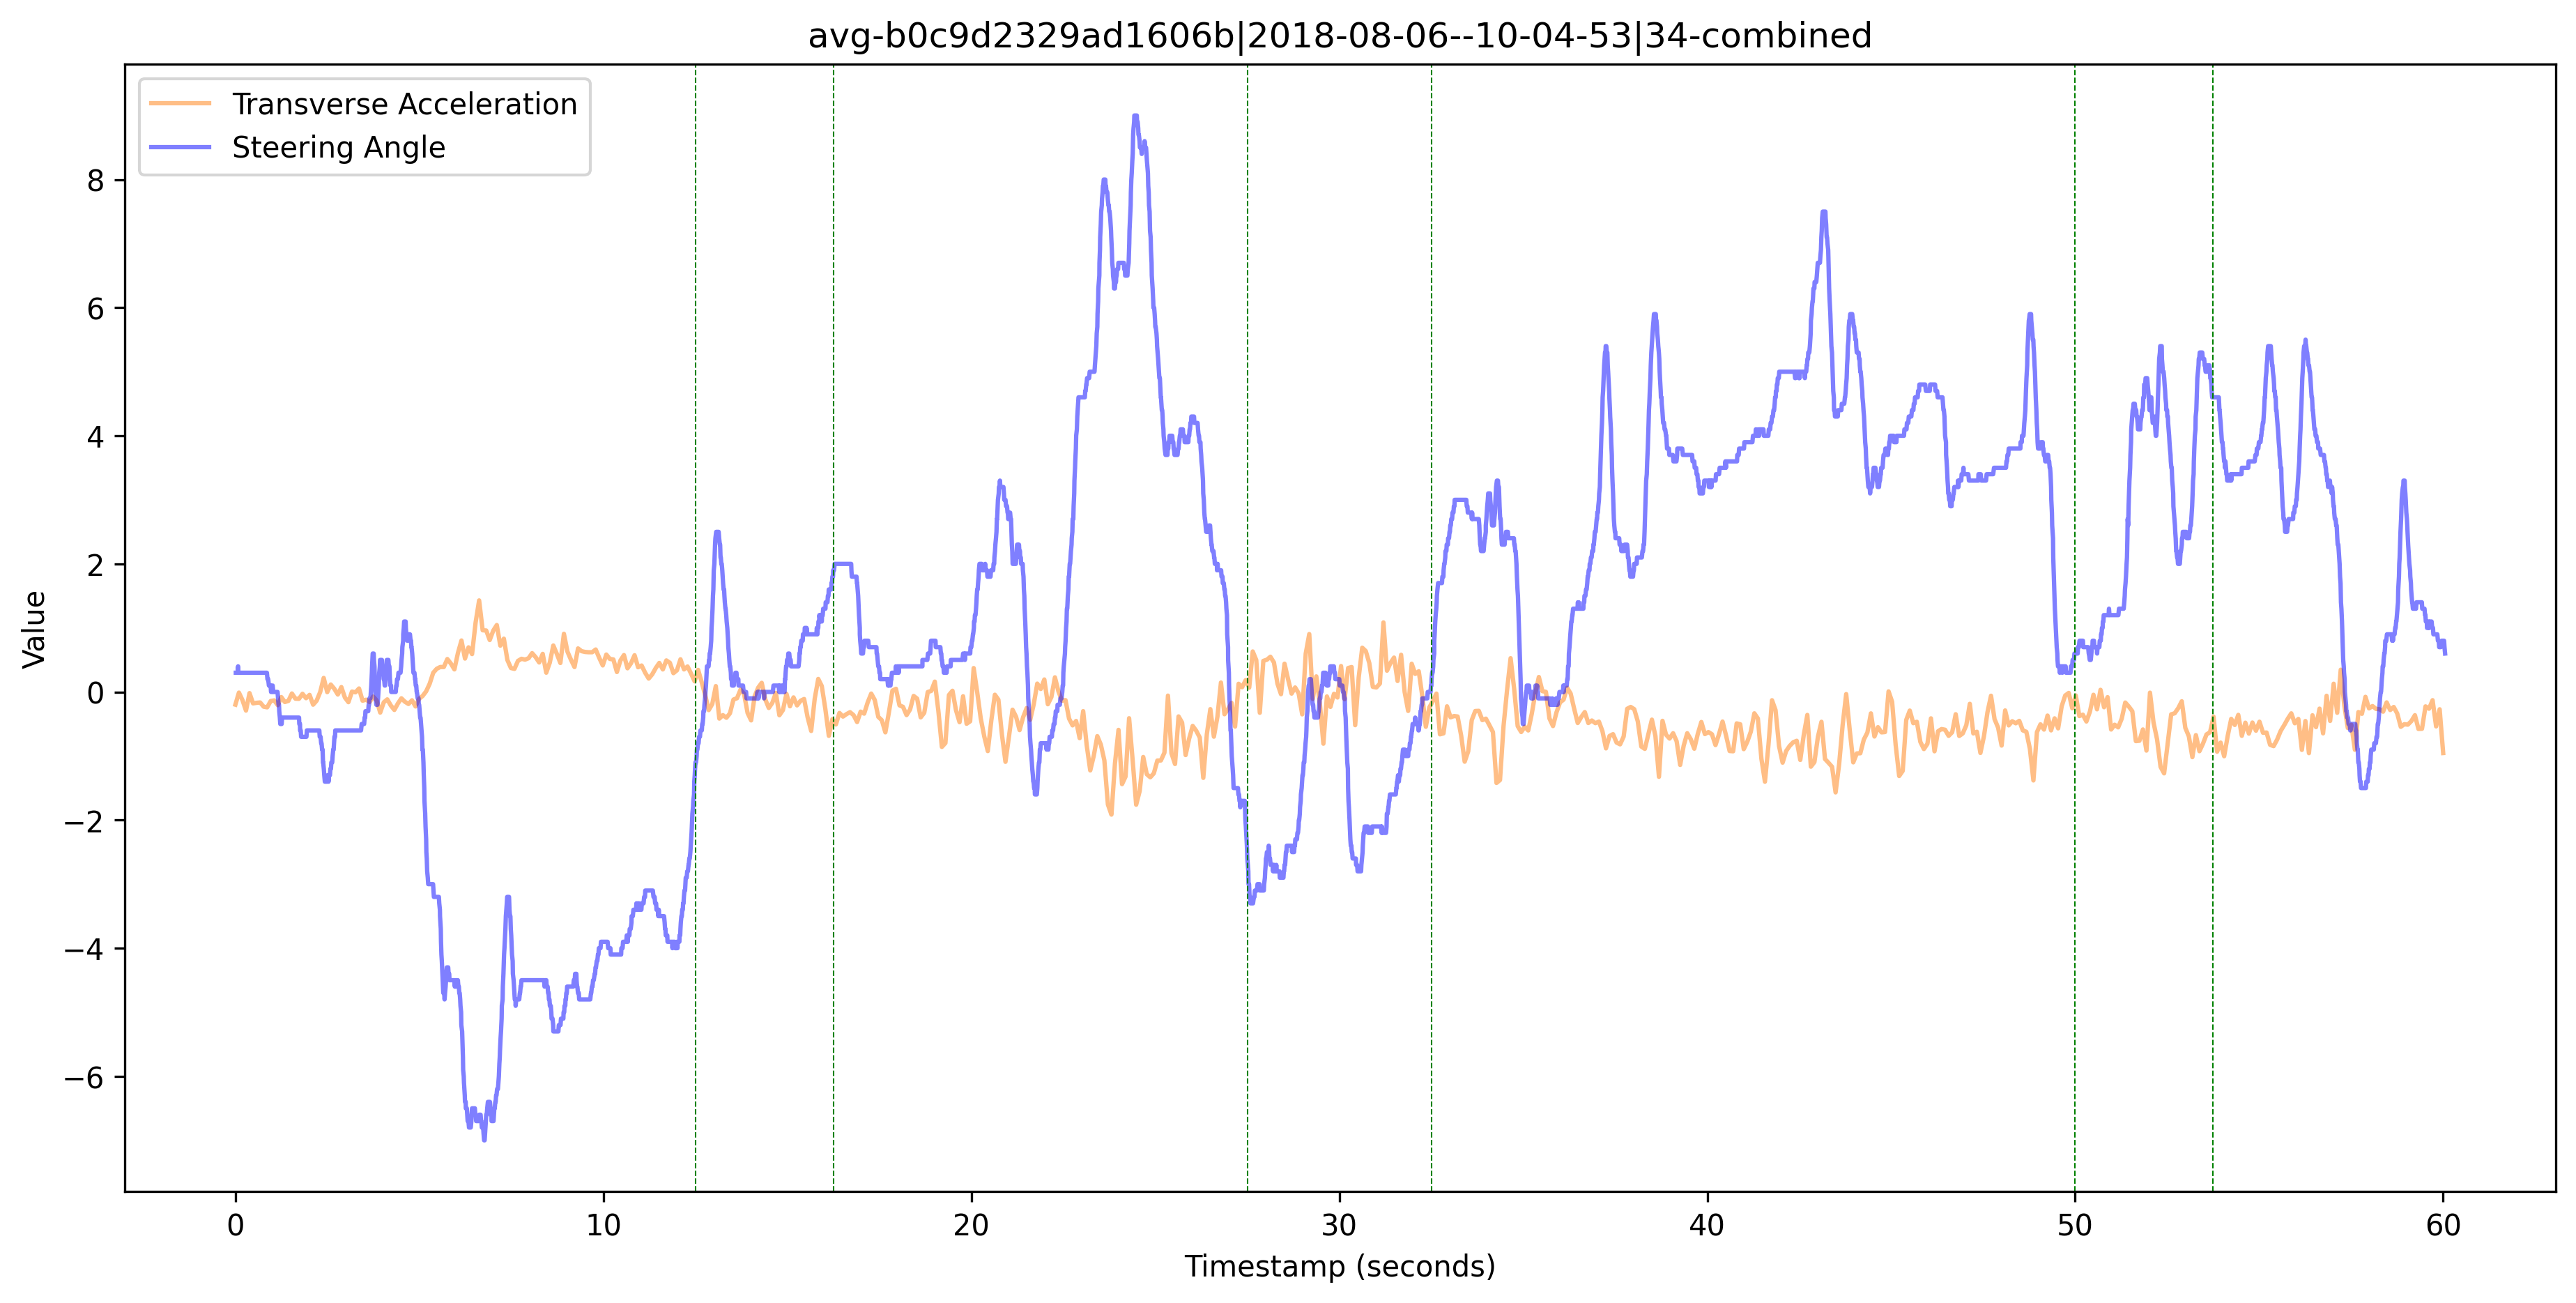 avg-b0c9d2329ad1606b|2018-08-06--10-04-53|34-combined
Transverse Acceleration
Steering Angle
Value
8
6
4
2
0
−2
−4
−6
0 10 20 30 40 50 60
Timestamp (seconds)